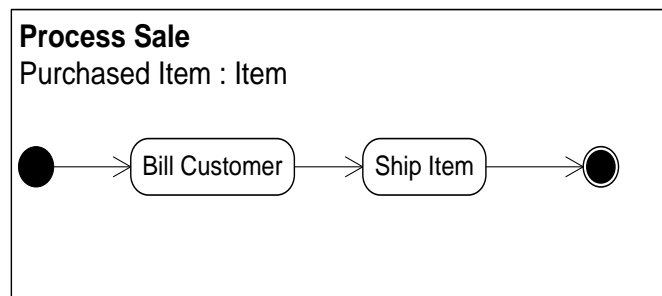 Process Sale
Purchased Item : Item
Bill Customer
Ship Item